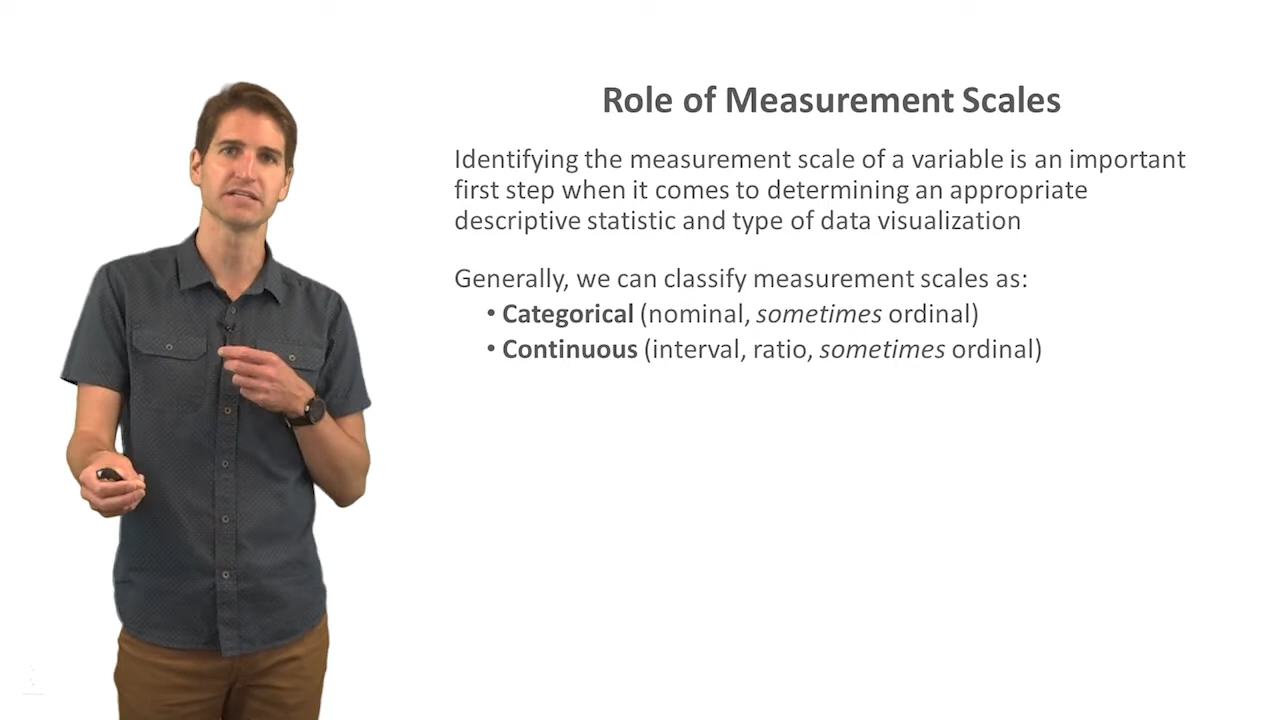 Role of Measurement Scales
Identifying the measurement scale of a variable is an important
first step when it comes to determining an appropriate
descriptive statistic and type of data visualization
Generally, we can classify measurement scales as:
• Categorical (nominal, sometimes ordinal)
• Continuous (interval, ratio, sometimes ordinal)